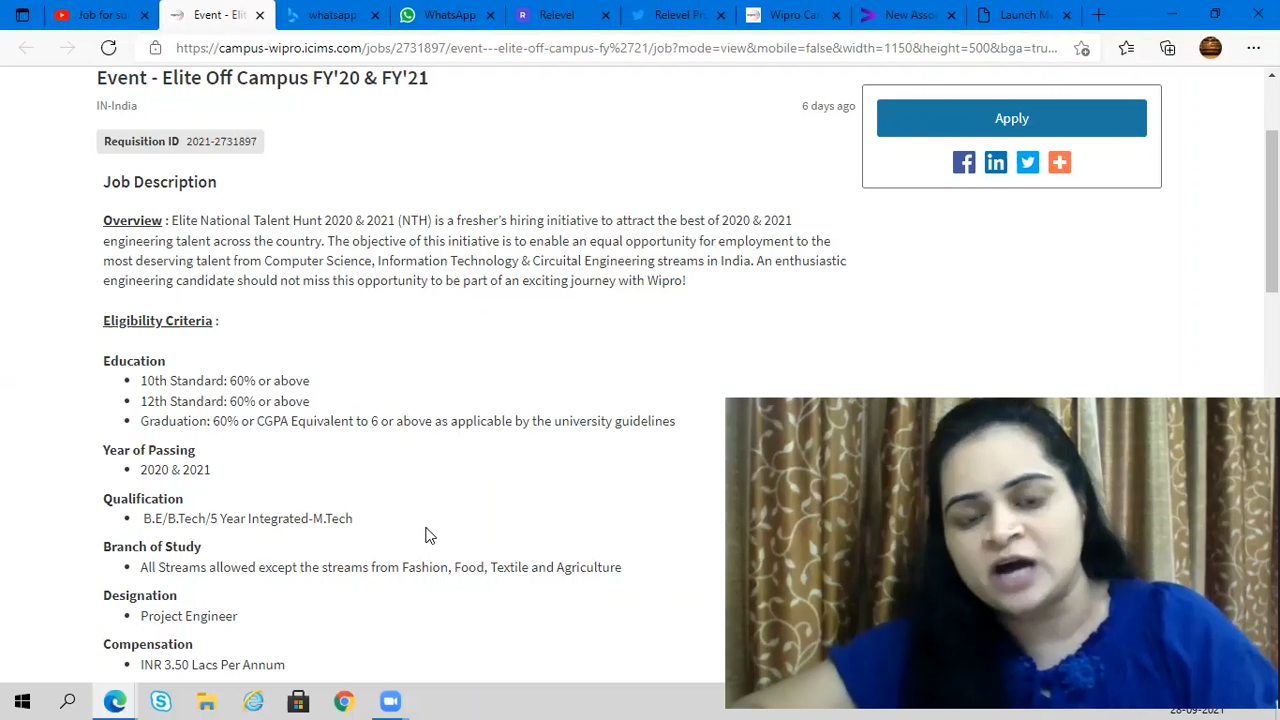 Job for su
Event - Elit
whatsapp
WhatsApp
Relevel
Relevel Pr
Wipro Car
New Asso
Launch M
https://campus-wipro.icims.com/jobs/2731897/event---elite-off-campus-fy%2721/job?mode=view&mobile=false&width=1150&height=500&bga=tru...
Event - Elite Off Campus FY'20 & FY'21
IN-India
6 days ago
Apply
Requisition ID 2021-2731897
Job Description
Overview : Elite National Talent Hunt 2020 & 2021 (NTH) is a fresher's hiring initiative to attract the best of 2020 & 2021
engineering talent across the country. The objective of this initiative is to enable an equal opportunity for employment to the
most deserving talent from Computer Science, Information Technology & Circuital Engineering streams in India. An enthusiastic
engineering candidate should not miss this opportunity to be part of an exciting journey with Wipro!
Eligibility Criteria :
Education
• 10th Standard: 60% or above
• 12th Standard: 60% or above
• Graduation: 60% or CGPA Equivalent to 6 or above as applicable by the university guidelines
Year of Passing
• 2020 & 2021
Qualification
• B.E/B.Tech/5 Year Integrated-M.Tech
Branch of Study
• All Streams allowed except the streams from Fashion, Food, Textile and Agriculture
Designation
• Project Engineer
Compensation
• INR 3.50 Lacs Per Annum
28-09-2021